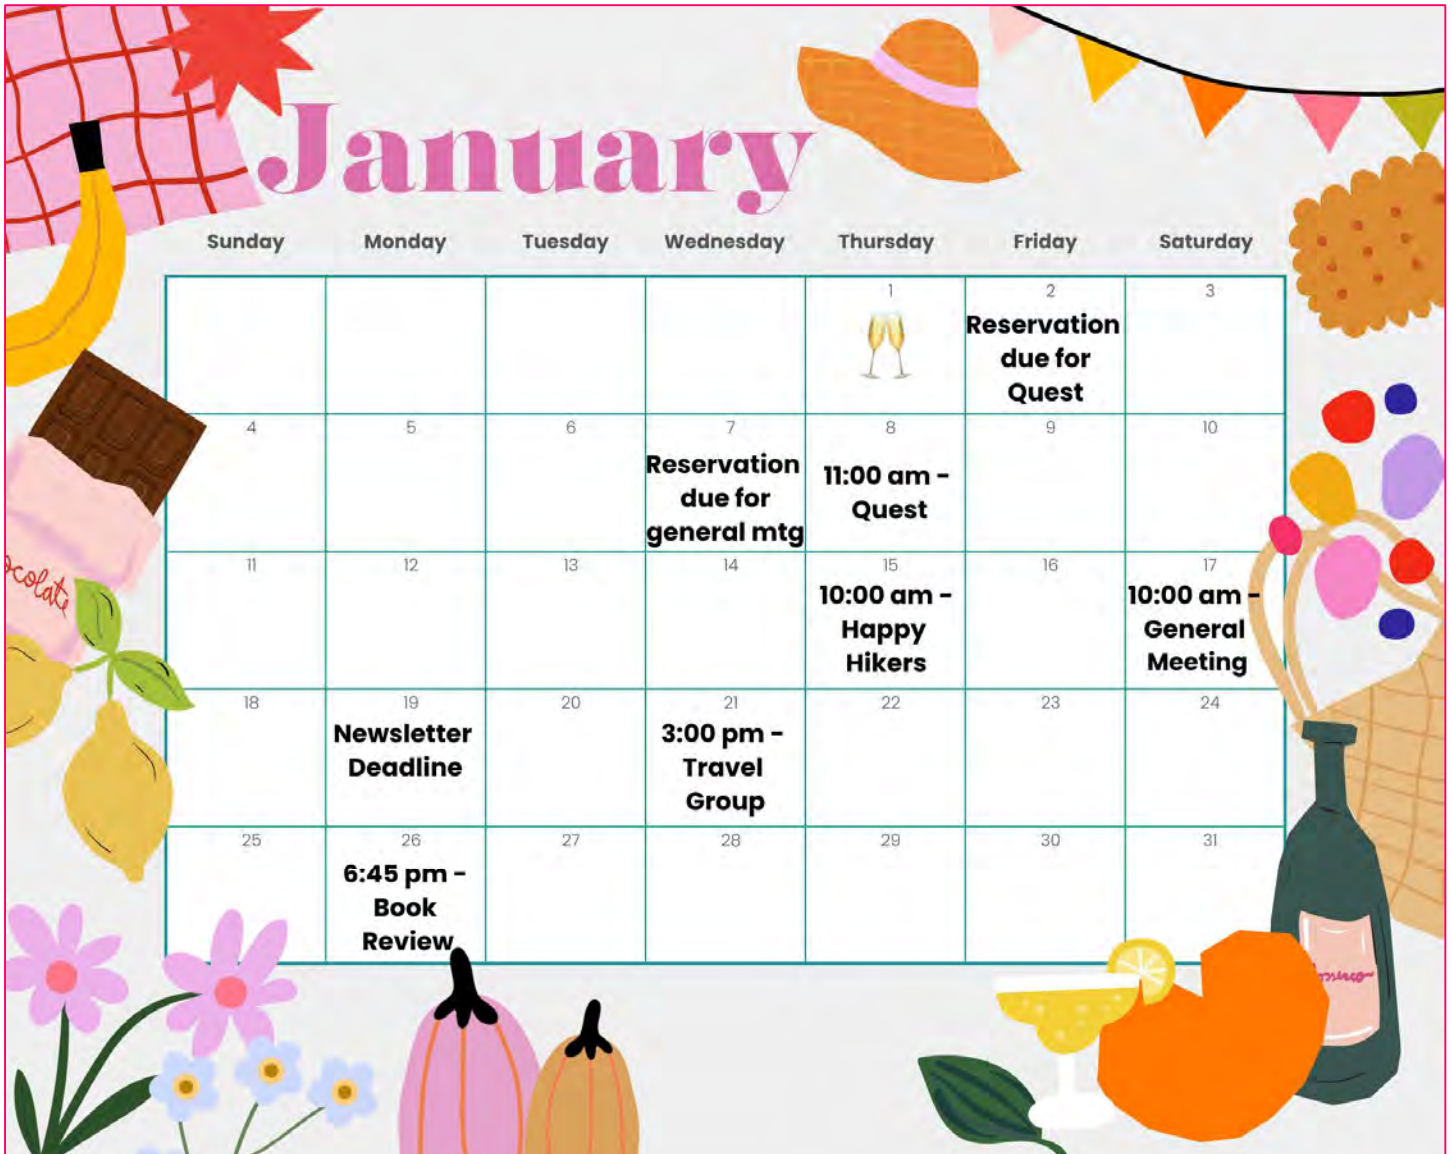 January
Sunday Monday Tuesday Wednesday Thursday Friday Saturday
1 2 3
Reservation
due for
Quest
4 5 6 7 8 9 10
Reservation
due for
general mtg
11:00 am -
Quest
11 12 13 14 15 16 17
10:00 am -
Happy
Hikers
10:00 am -
General
Meeting
18 19 20 21 22 23 24
Newsletter
Deadline
3:00 pm -
Travel
Group
25 26 27 28 29 30 31
6:45 pm -
Book
Review
ocolate